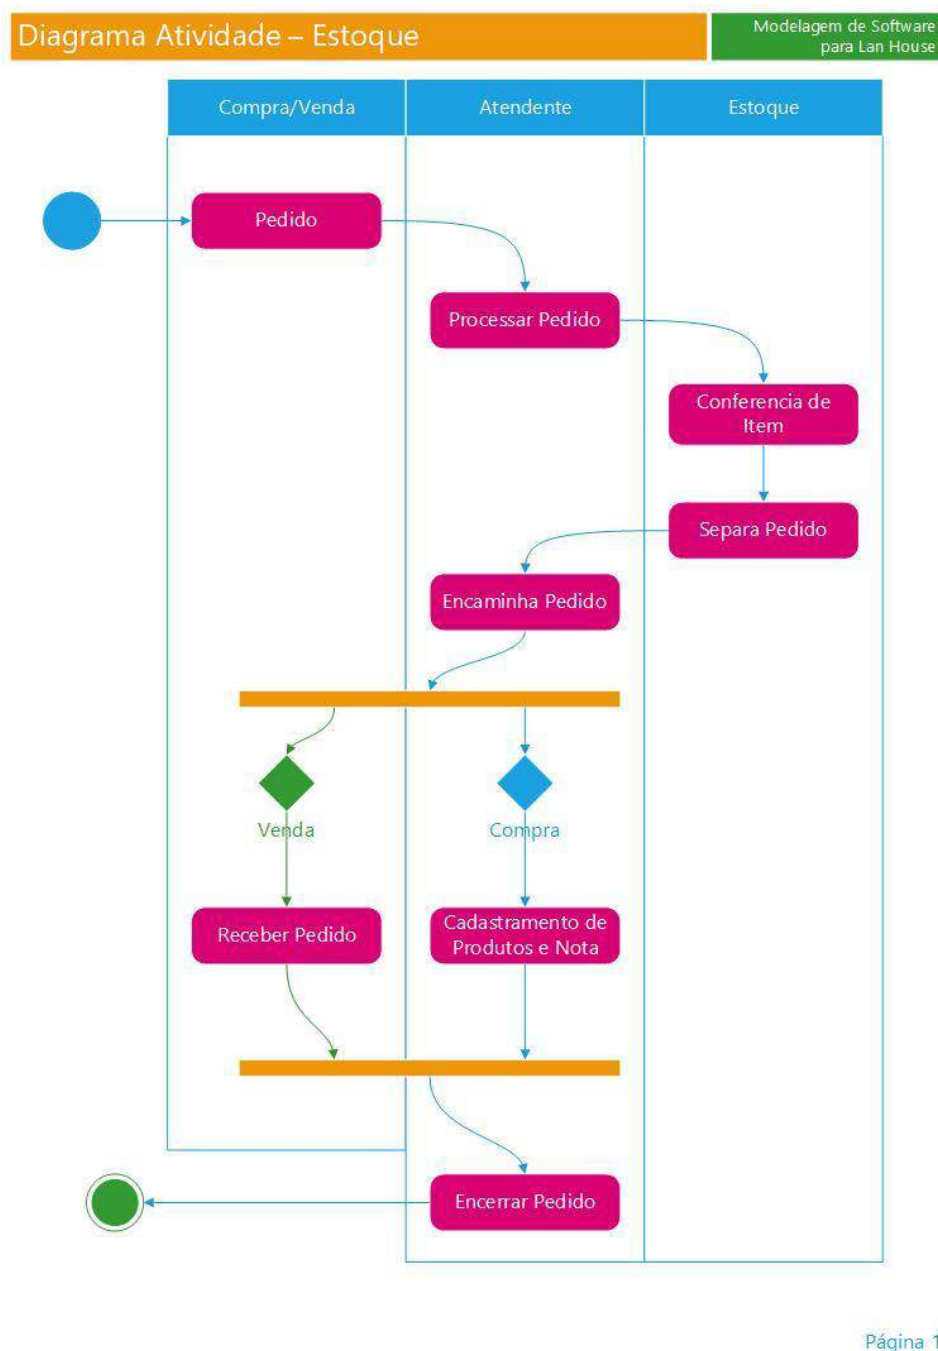 Diagrama Atividade – Estoque
Modelagem de Software
para Lan House
Compra/Venda
Atendente
Estoque
Pedido
Processar Pedido
Conferencia de
Item
Separa Pedido
Encaminha Pedido
Venda
Compra
Receber Pedido
Cadastramento de
Produtos e Nota
Encerrar Pedido
Página 1